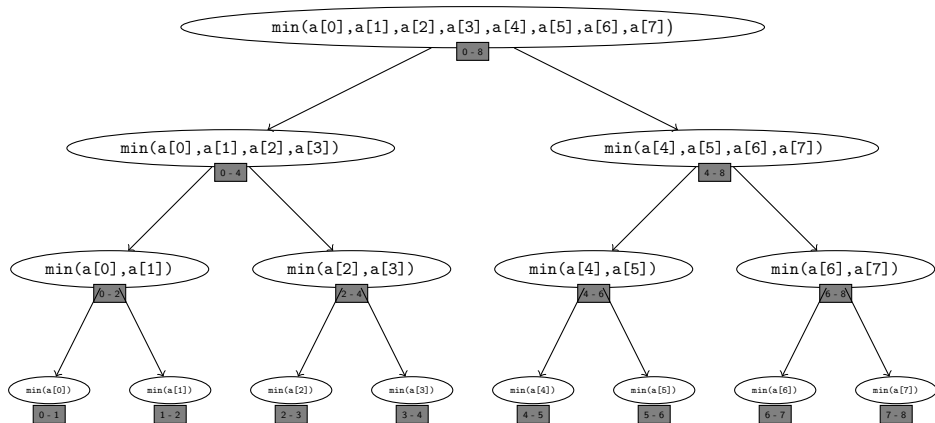 min(a[0],a[1],a[2],a[3],a[4],a[5],a[6],a[7])
0 - 8
min(a[0],a[1],a[2],a[3])
min(a[4],a[5],a[6],a[7])
0 - 4
4 - 8
min(a[0],a[1])
min(a[2],a[3])
min(a[4],a[5])
min(a[6],a[7])
0 - 2
2 - 4
4 - 6
6 - 8
min(a[0])
min(a[1])
min(a[2])
min(a[3])
min(a[4])
min(a[5])
min(a[6])
min(a[7])
0 - 1
1 - 2
2 - 3
3 - 4
4 - 5
5 - 6
6 - 7
7 - 8